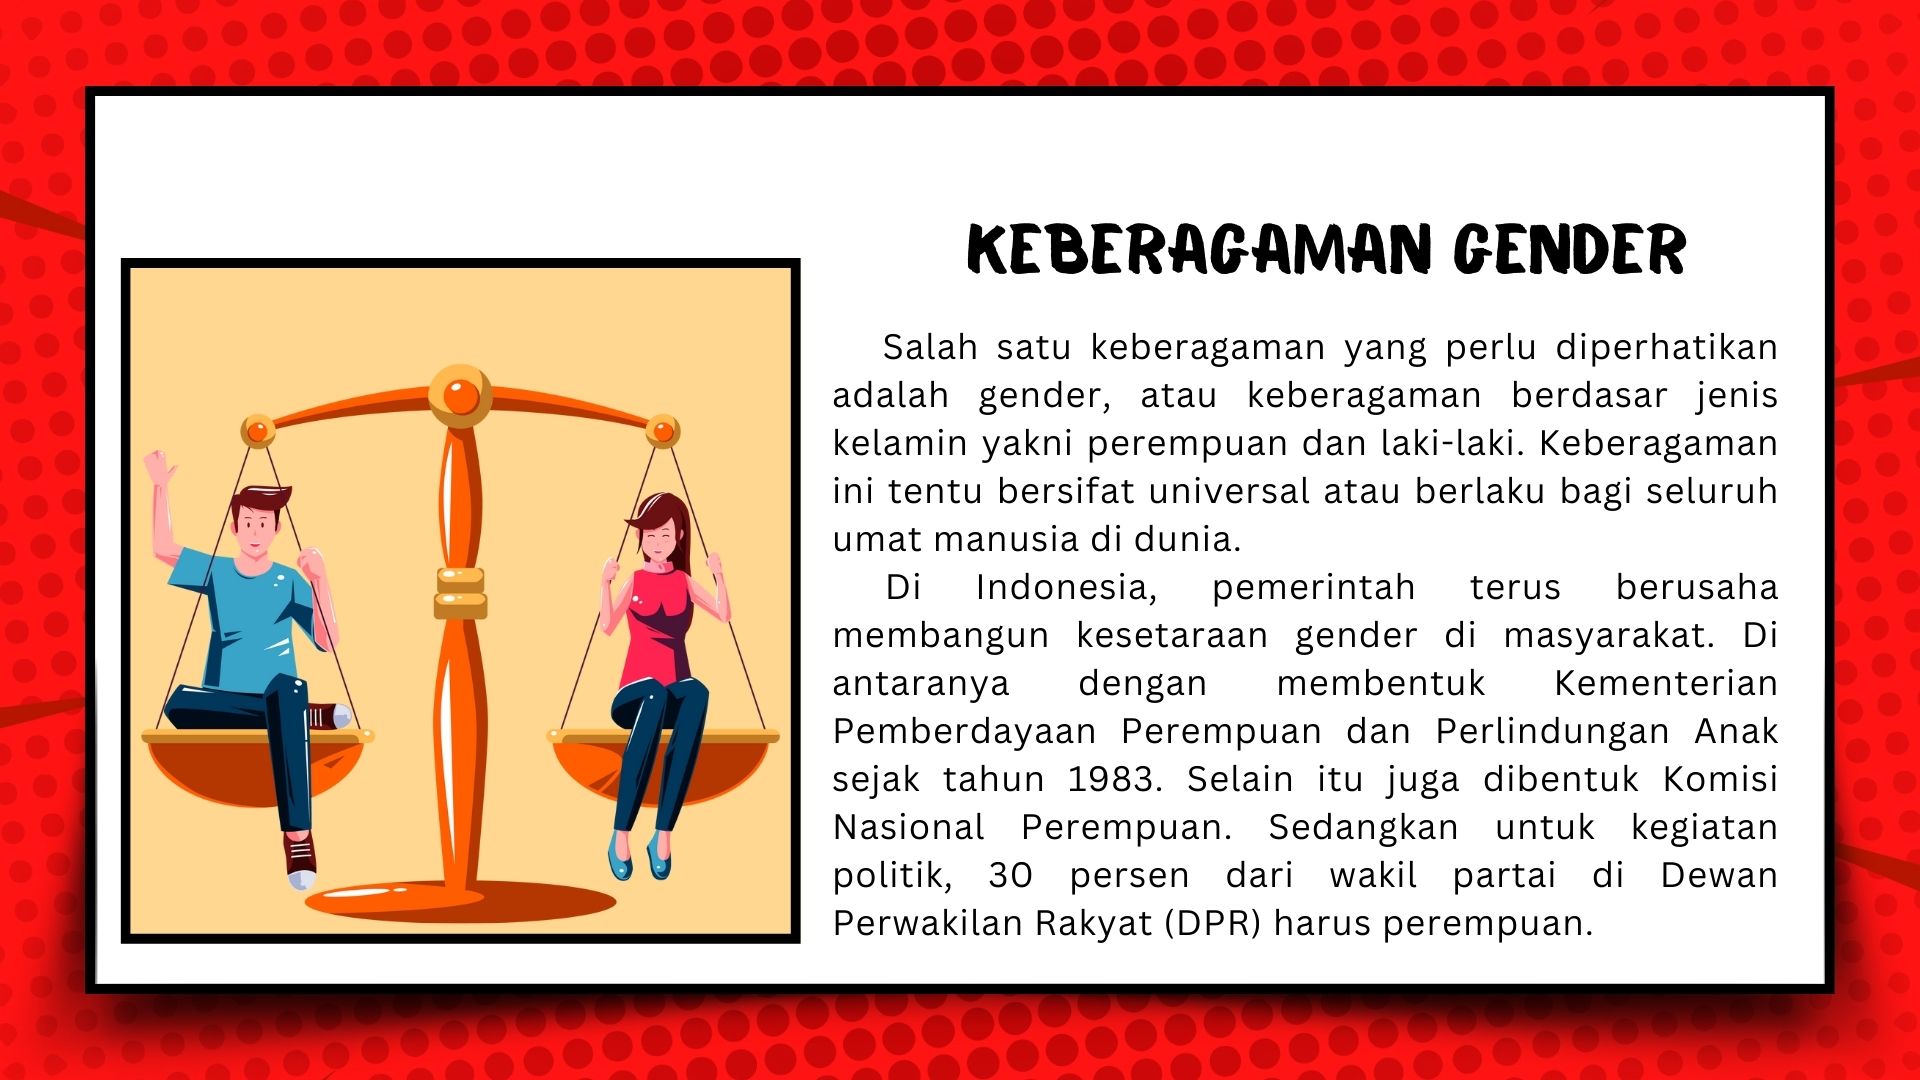 KEBERAGAMAN GENDER
Salah satu keberagaman yang perlu diperhatikan
adalah gender, atau keberagaman berdasar jenis
kelamin yakni perempuan dan laki-laki. Keberagaman
ini tentu bersifat universal atau berlaku bagi seluruh
umat manusia di dunia.
Di Indonesia, pemerintah terus berusaha
membangun kesetaraan gender di masyarakat. Di
antaranya dengan membentuk Kementerian
Pemberdayaan Perempuan dan Perlindungan Anak
sejak tahun 1983. Selain itu juga dibentuk Komisi
Nasional Perempuan. Sedangkan untuk kegiatan
politik, 30 persen dari wakil partai di Dewan
Perwakilan Rakyat (DPR) harus perempuan.